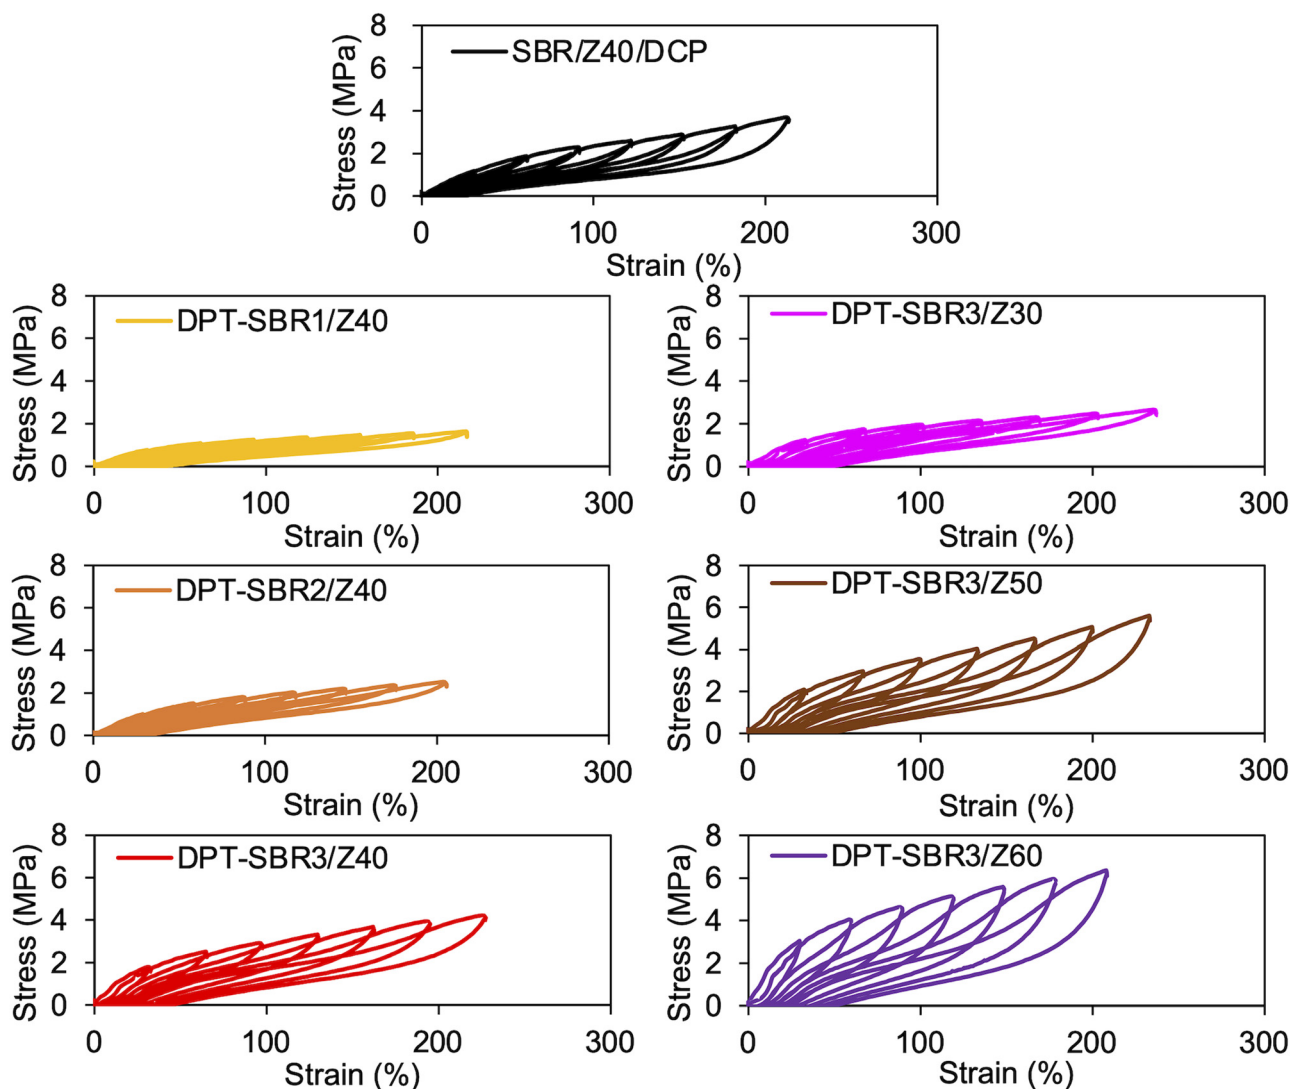 8
6
4
2
0
Stress (MPa)
SBR/Z40/DCP
0 100 200 300
Strain (%)
8
6
4
2
0
Stress (MPa)
DPT-SBR1/Z40
0 100 200 300
Strain (%)
8
6
4
2
0
Stress (MPa)
DPT-SBR3/Z30
0 100 200 300
Strain (%)
8
6
4
2
0
Stress (MPa)
DPT-SBR2/Z40
0 100 200 300
Strain (%)
8
6
4
2
0
Stress (MPa)
DPT-SBR3/Z50
0 100 200 300
Strain (%)
8
6
4
2
0
Stress (MPa)
DPT-SBR3/Z40
0 100 200 300
Strain (%)
8
6
4
2
0
Stress (MPa)
DPT-SBR3/Z60
0 100 200 300
Strain (%)